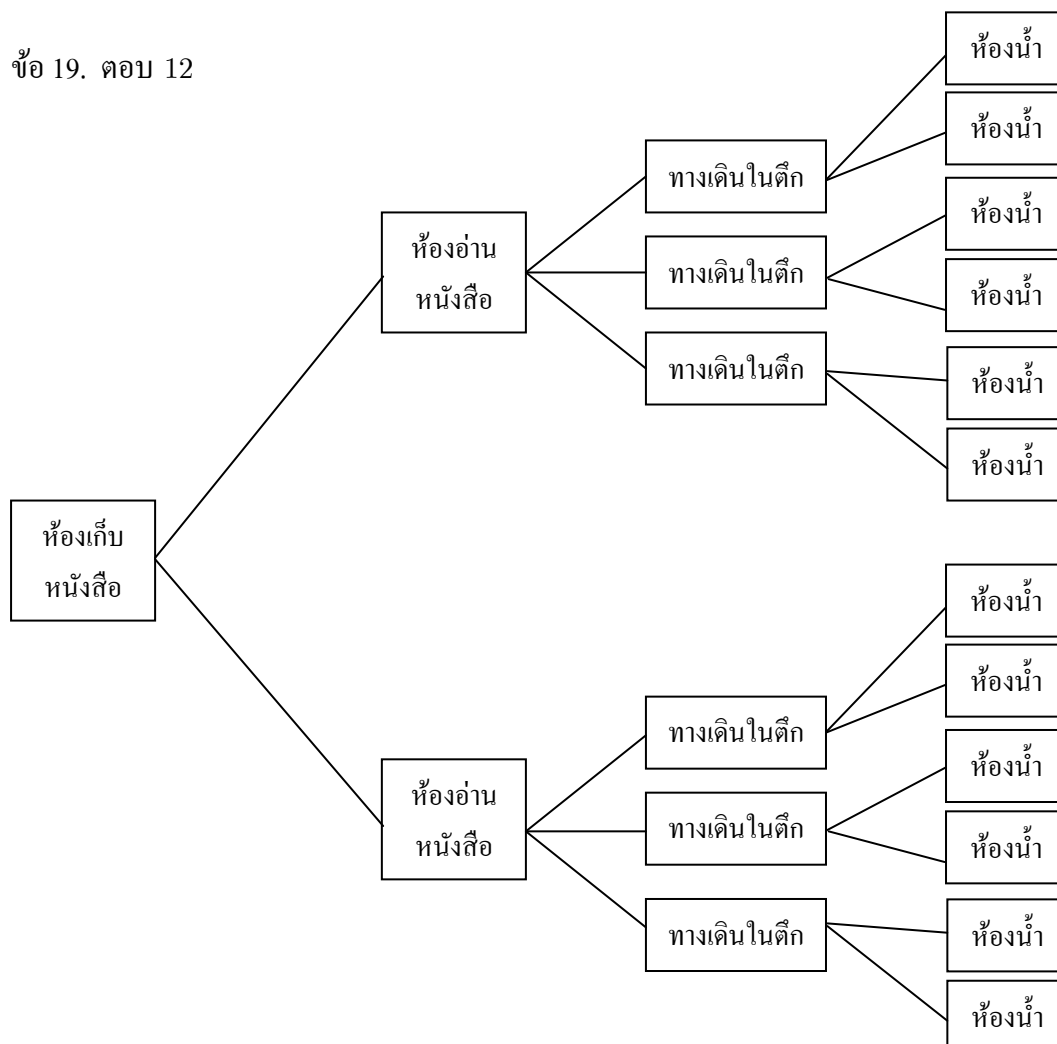 ข้อ 19. ตอบ 12
ห้องน้ำ
ห้องน้ำ
ทางเดินในตึก
ห้องน้ำ
ห้องอ่าน
หนังสือ
ทางเดินในตึก
ห้องน้ำ
ทางเดินในตึก
ห้องน้ำ
ห้องน้ำ
ห้องเก็บ
หนังสือ
ห้องน้ำ
ห้องน้ำ
ทางเดินในตึก
ห้องน้ำ
ห้องอ่าน
หนังสือ
ทางเดินในตึก
ห้องน้ำ
ทางเดินในตึก
ห้องน้ำ
ห้องน้ำ